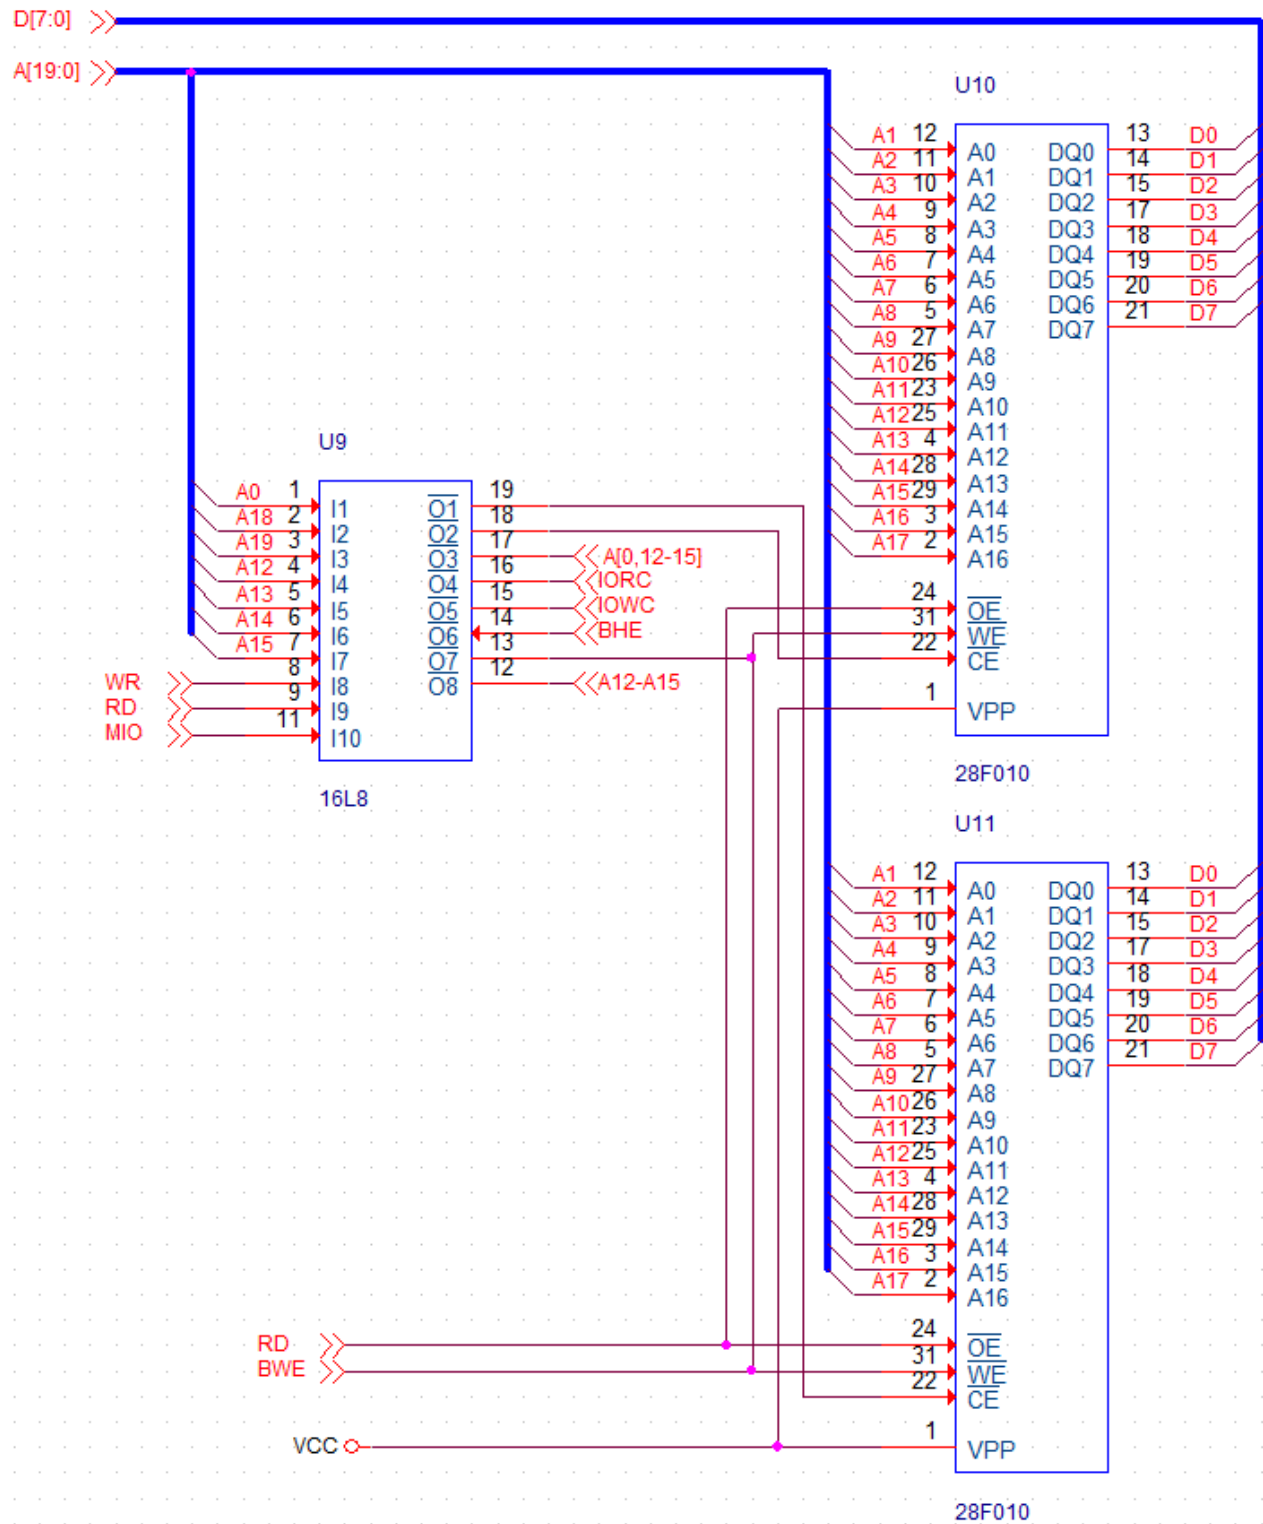 D[7:0]
A[19:0]
U10
A1 12 A0 DQ0 13 D0
A2 11 A1 DQ1 14 D1
A3 10 A2 DQ2 15 D2
A4 9 A3 DQ3 17 D3
A5 8 A4 DQ4 18 D4
A6 7 A5 DQ5 19 D5
A7 6 A6 DQ6 20 D6
A8 5 A7 DQ7 21 D7
A9 27 A8
A10 26 A9
A11 23 A10
A12 25 A11
A13 4 A12
A14 28 A13
A15 29 A14
A16 3 A15
A17 2 A16
24 OE
31 WE
22 CE
1 VPP
28F010
U9
A0 1 I1 O1 19
A18 2 I2 O2 18
A19 3 I3 O3 17 A[0,12-15]
A12 4 I4 O4 16 IORC
A13 5 I5 O5 15 IOWC
A14 6 I6 O6 14 BHE
A15 7 I7 O7 13
WR 8 I8 O8 12 A12-A15
RD 9 I9
MIO 11 I10
16L8
U11
A1 12 A0 DQ0 13 D0
A2 11 A1 DQ1 14 D1
A3 10 A2 DQ2 15 D2
A4 9 A3 DQ3 17 D3
A5 8 A4 DQ4 18 D4
A6 7 A5 DQ5 19 D5
A7 6 A6 DQ6 20 D6
A8 5 A7 DQ7 21 D7
A9 27 A8
A10 26 A9
A11 23 A10
A12 25 A11
A13 4 A12
A14 28 A13
A15 29 A14
A16 3 A15
A17 2 A16
RD 24 OE
BWE 31 WE
22 CE
VCC 1 VPP
28F010